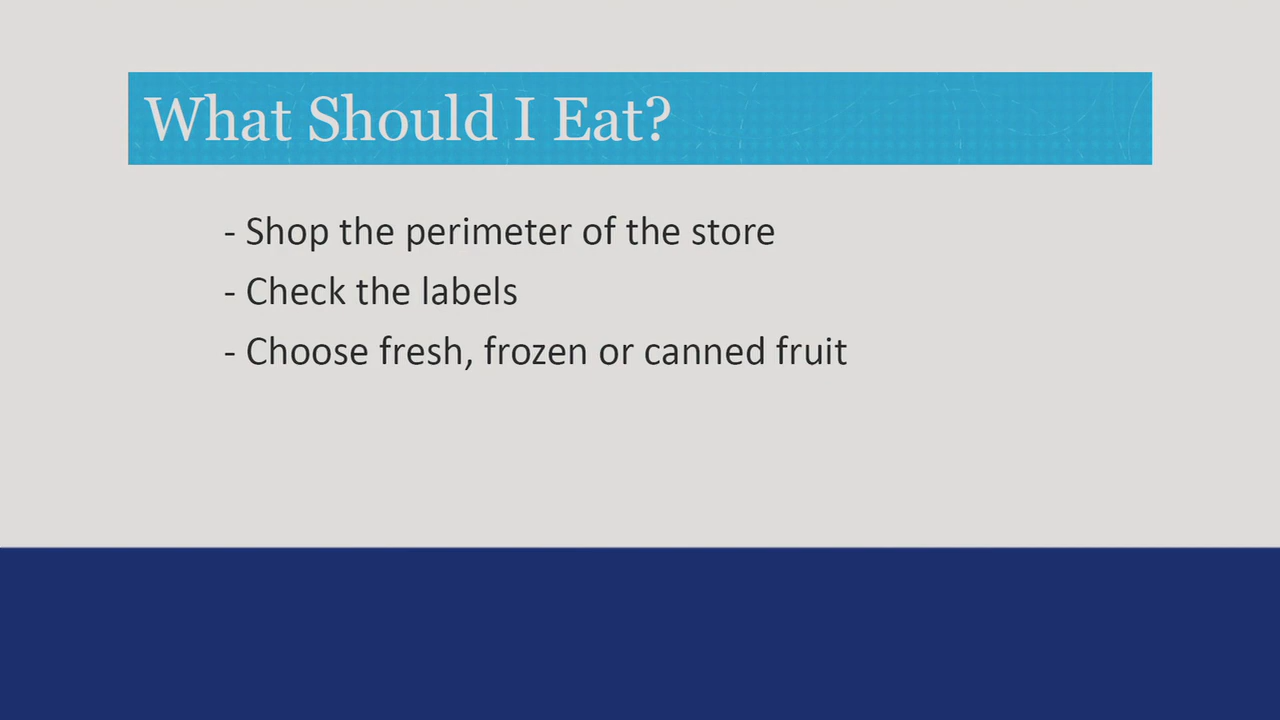 What Should I Eat?
- Shop the perimeter of the store
- Check the labels
- Choose fresh, frozen or canned fruit